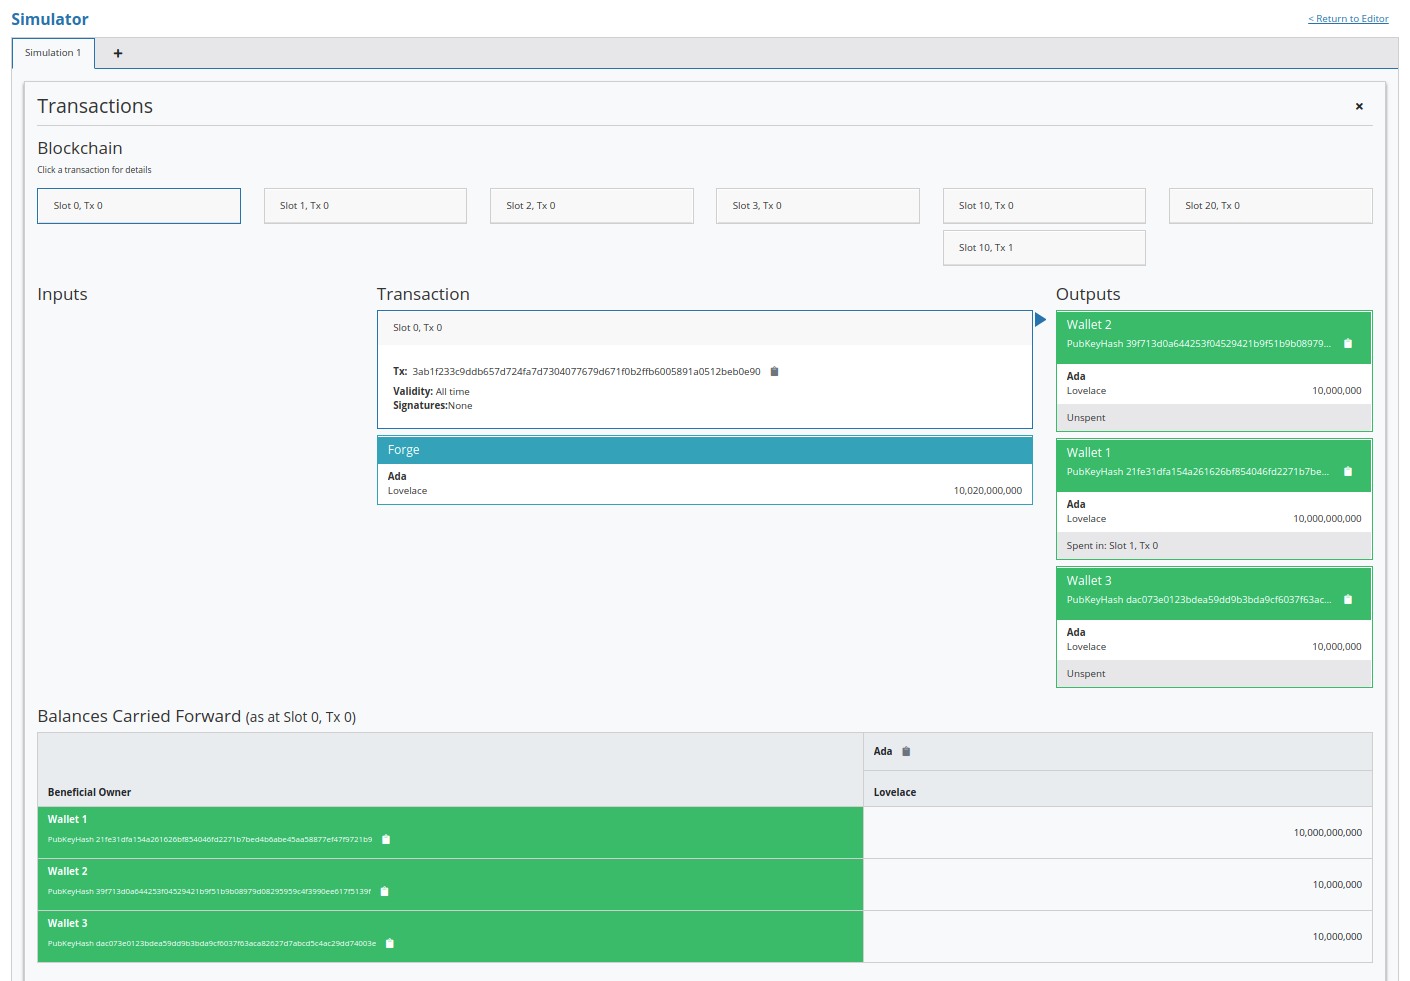 Simulator
< Return to Editor
Simulation 1
+
Transactions
×
Blockchain
Click a transaction for details
Slot 0, Tx 0
Slot 1, Tx 0
Slot 2, Tx 0
Slot 3, Tx 0
Slot 10, Tx 0
Slot 20, Tx 0
Slot 10, Tx 1
Inputs
Transaction
Slot 0, Tx 0
Tx: 3ab1f233c9ddb657d724fa7d7304077679d671f0b2ffb6005891a0512beb0e90
Validity: All time
Signatures:None
Forge
Ada
Lovelace 10,020,000,000
Outputs
Wallet 2
PubKeyHash 39f713d0a644253f04529421b9f51b9b08979...
Ada
Lovelace 10,000,000
Unspent
Wallet 1
PubKeyHash 21fe31dfa154a261626bf854046fd2271b7be...
Ada
Lovelace 10,000,000,000
Spent in: Slot 1, Tx 0
Wallet 3
PubKeyHash dac073e0123bdea59dd9b3bda9cf6037f63ac...
Ada
Lovelace 10,000,000
Unspent
Balances Carried Forward (as at Slot 0, Tx 0)
Ada
Beneficial Owner
Lovelace
Wallet 1
PubKeyHash 21fe31dfa154a261626bf854046fd2271b7bed4b6abe45aa58877ef47f9721b9
10,000,000,000
Wallet 2
PubKeyHash 39f713d0a644253f04529421b9f51b9b08979d08295959c4f3990ee617f5139f
10,000,000
Wallet 3
PubKeyHash dac073e0123bdea59dd9b3bda9cf6037f63aca82627d7abcd5c4ac29dd74003e
10,000,000